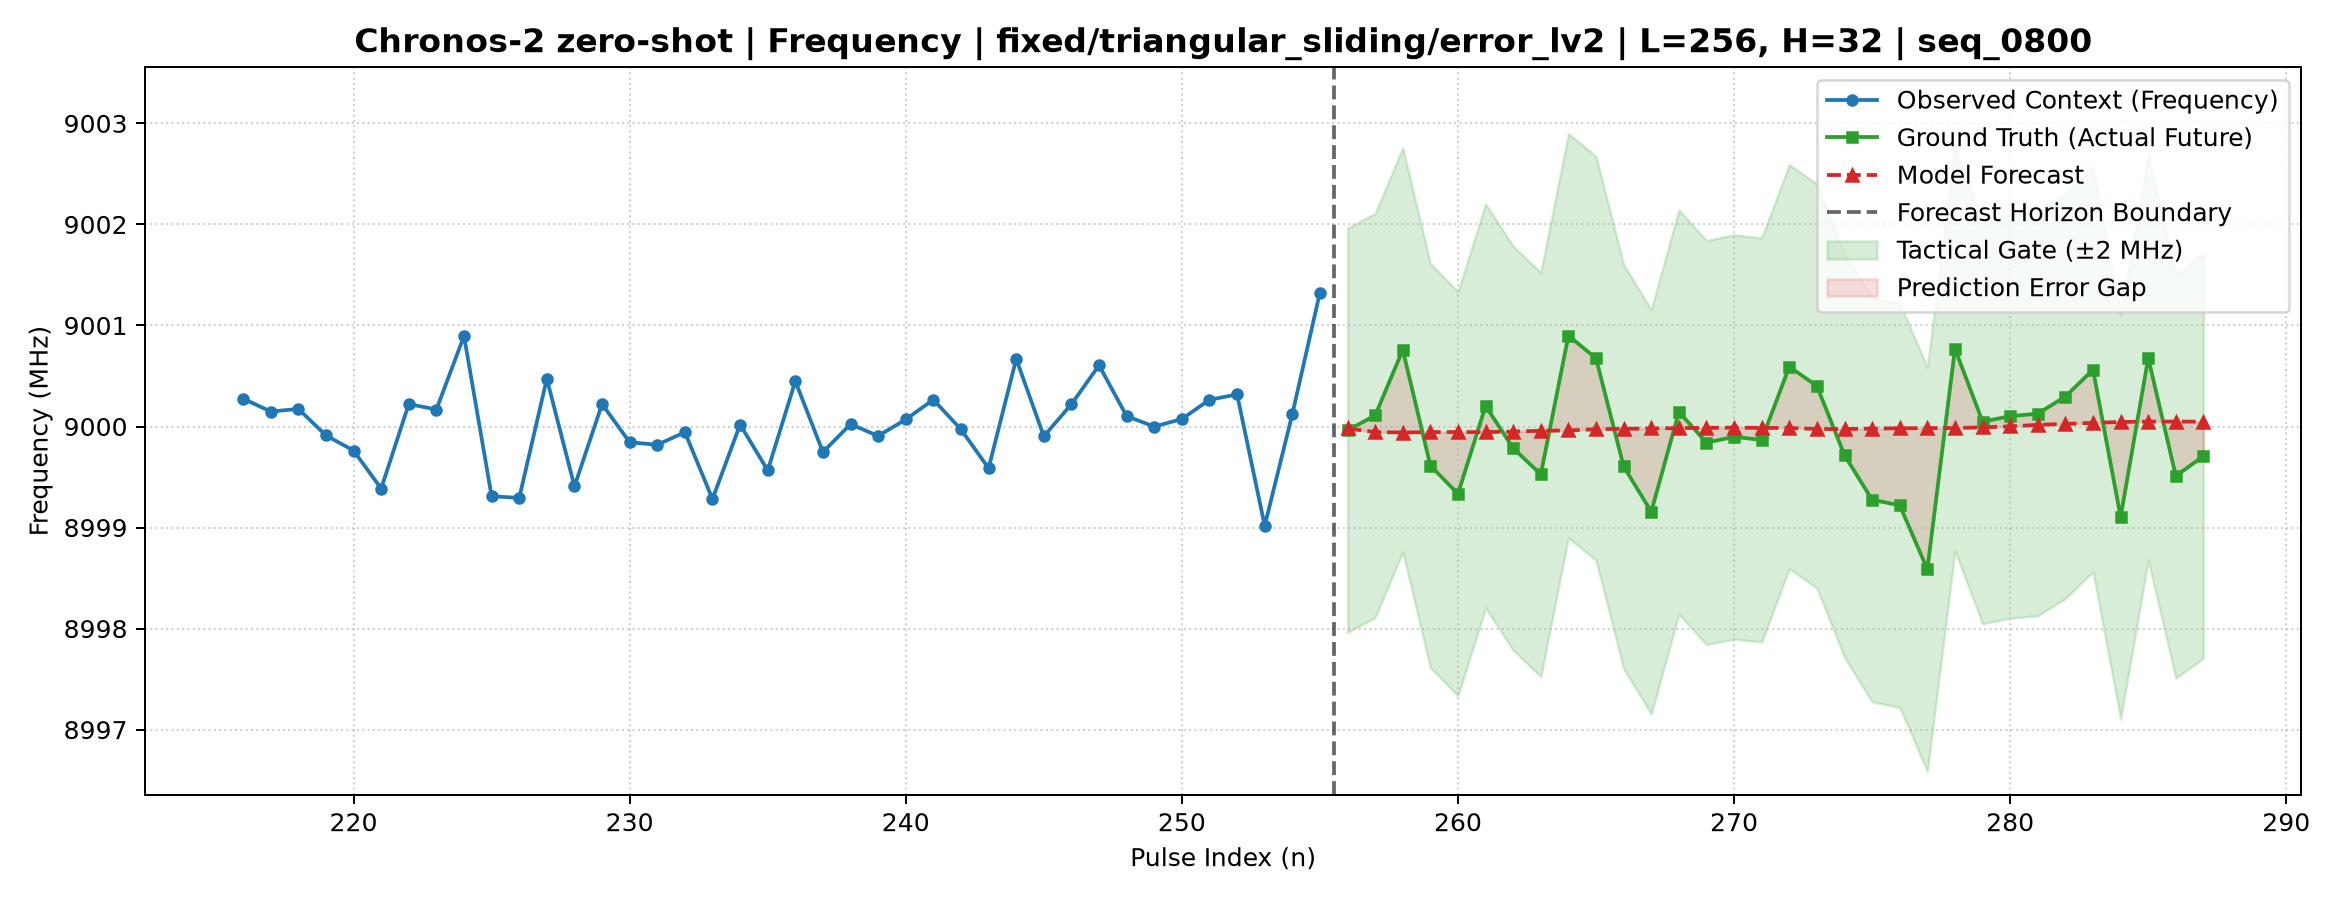 Chronos-2 zero-shot | Frequency | fixed/triangular_sliding/error_lv2 | L=256, H=32 | seq_0800
Observed Context (Frequency)
Ground Truth (Actual Future)
Model Forecast
Forecast Horizon Boundary
Tactical Gate (±2 MHz)
Prediction Error Gap
Frequency (MHz)
9003
9002
9001
9000
8999
8998
8997
220
230
240
250
260
270
280
290
Pulse Index (n)